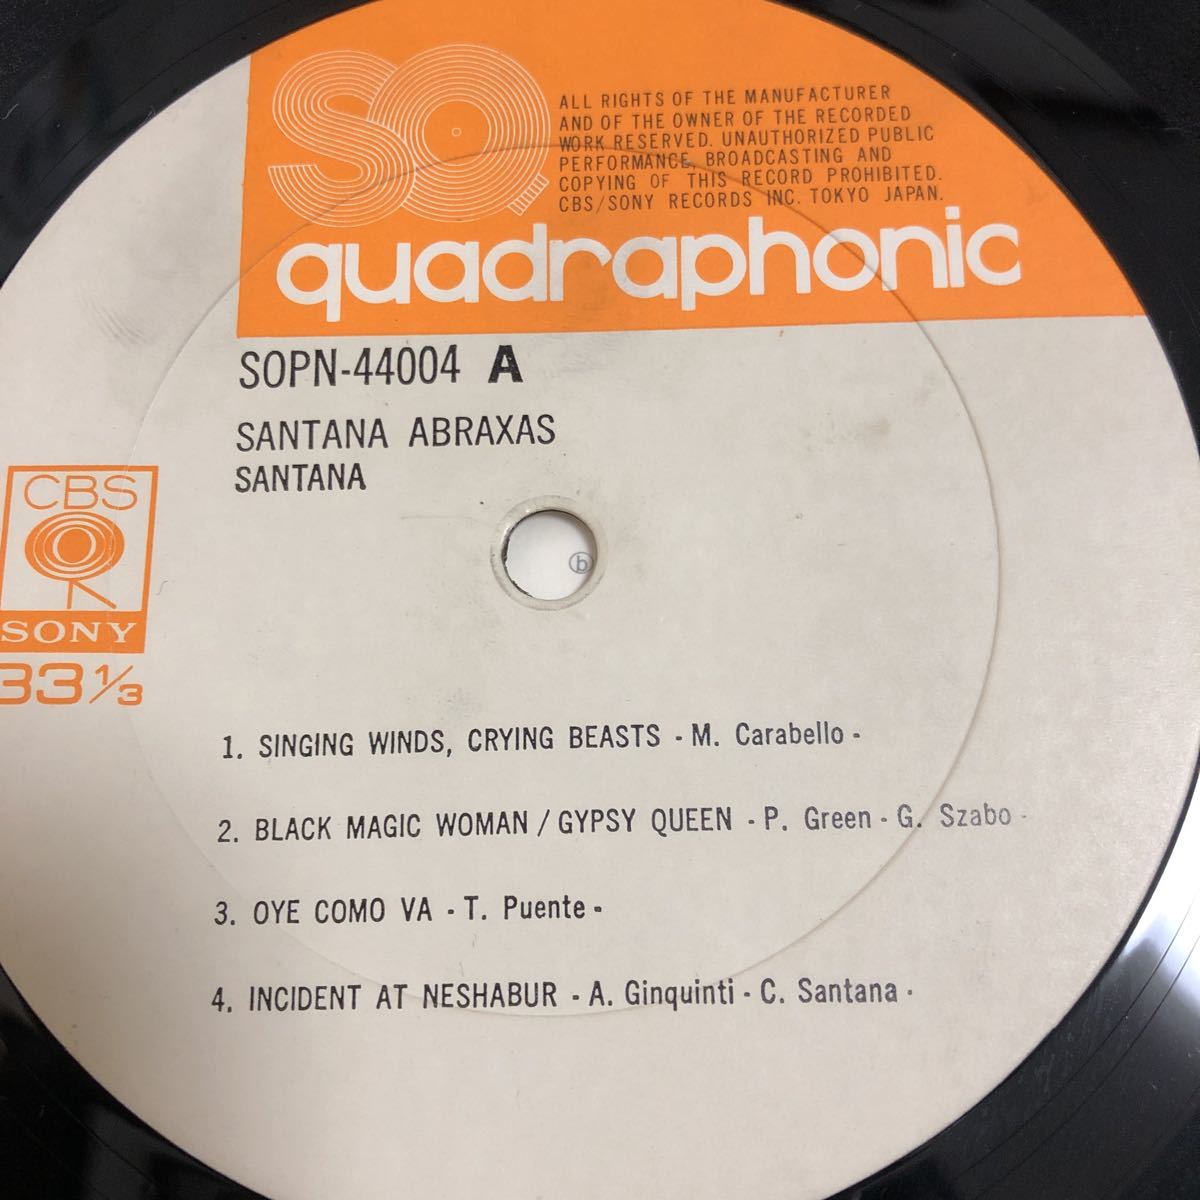 SQ
ALL RIGHTS OF THE MANUFACTURER
AND OF THE OWNER OF THE RECORDED
WORK RESERVED. UNAUTHORIZED PUBLIC
PERFORMANCE, BROADCASTING AND
COPYING OF THIS RECORD PROHIBITED.
CBS/SONY RECORDS INC. TOKYO JAPAN.
quadraphonic
SOPN-44004 A
SANTANA ABRAXAS
SANTANA
CBS
SONY
33 1/3
b
1. SINGING WINDS, CRYING BEASTS - M. Carabello -
2. BLACK MAGIC WOMAN / GYPSY QUEEN - P. Green - G. Szabo -
3. OYE COMO VA - T. Puente -
4. INCIDENT AT NESHABUR - A. Ginquinti - C. Santana -